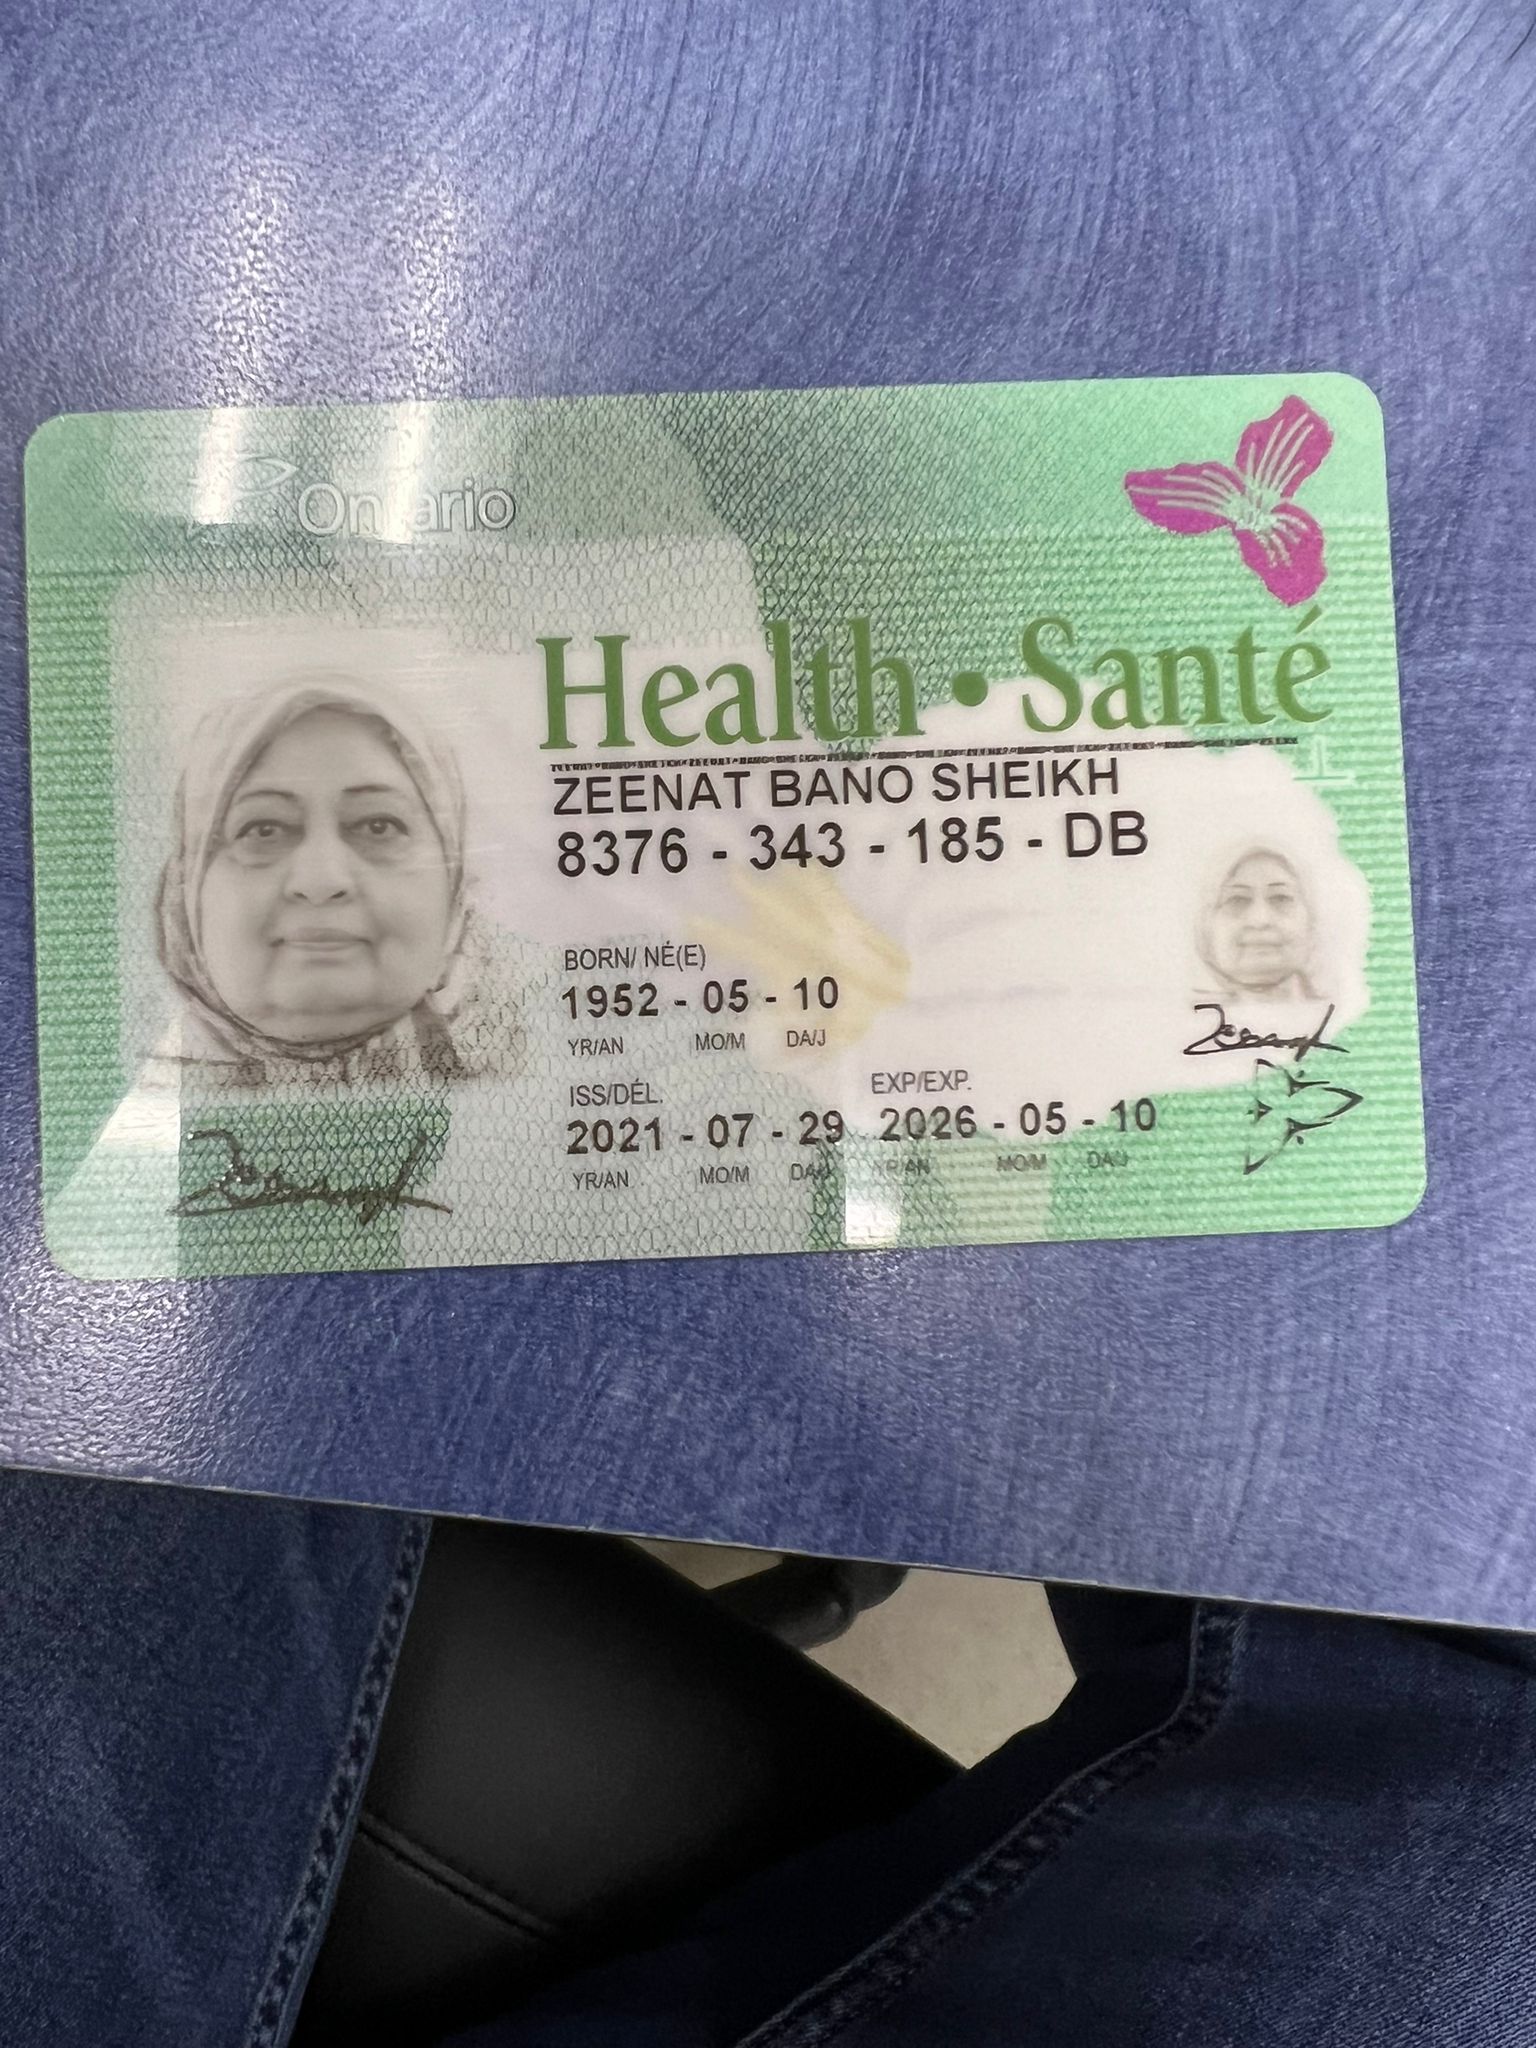 Ontario
Health • Santé
ZEENAT BANO SHEIKH
8376 - 343 - 185 - DB
BORN/ NÉ(E)
1952 - 05 - 10
YR/AN MO/M DA/J
ISS/DÉL. EXP/EXP.
2021 - 07 - 29 2026 - 05 - 10
YR/AN MO/M DA/J YR/AN MO/M DA/J